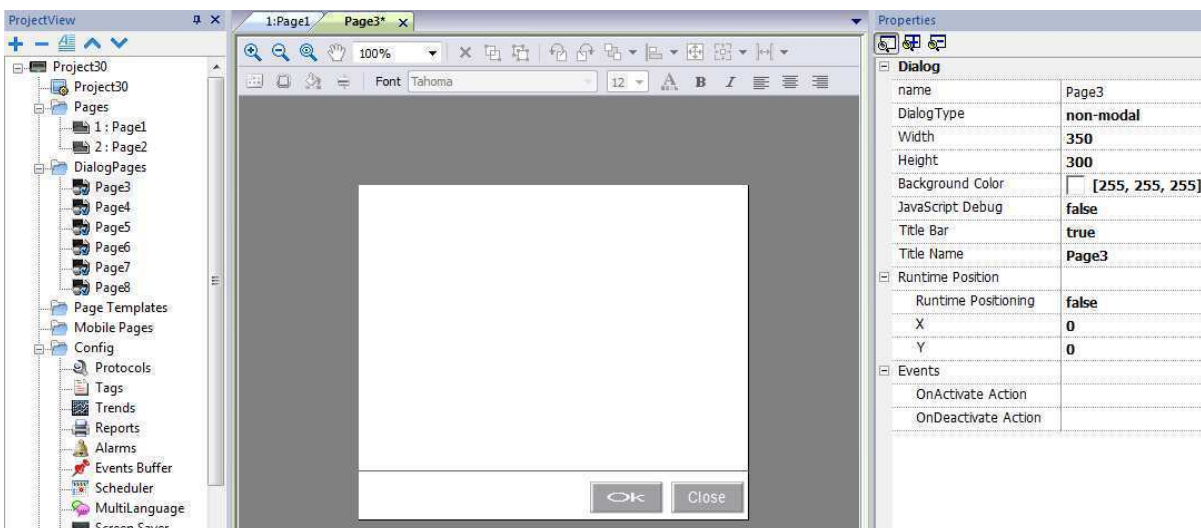 ProjectView
Project30
Project30
Pages
1 : Page1
2 : Page2
DialogPages
Page3
Page4
Page5
Page6
Page7
Page8
Page Templates
Mobile Pages
Config
Protocols
Tags
Trends
Reports
Alarms
Events Buffer
Scheduler
MultiLanguage
Screen Saver
1:Page1 Page3*
100%
Font Tahoma 12 A B I
OK Close
Properties
Dialog
name Page3
DialogType non-modal
Width 350
Height 300
Background Color [255, 255, 255]
JavaScript Debug false
Title Bar true
Title Name Page3
Runtime Position
Runtime Positioning false
X 0
Y 0
Events
OnActivate Action
OnDeactivate Action